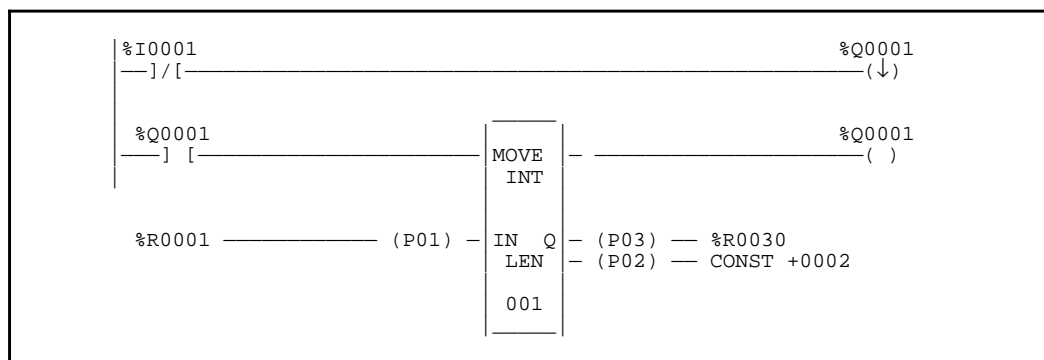 %I0001 %Q0001
]/[ (↓)
%Q0001 %Q0001
] [ MOVE ( )
INT
%R0001 (P01) IN Q (P03) %R0030
LEN (P02) CONST +0002
001